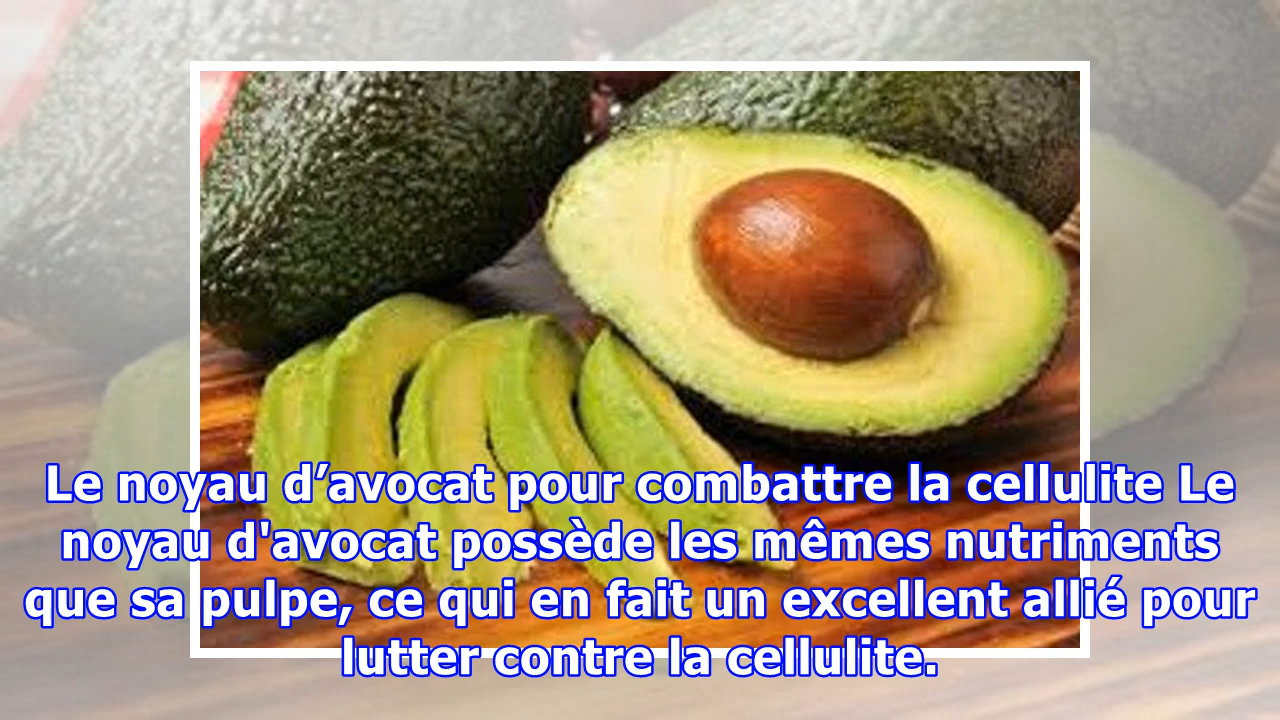 Le noyau d’avocat pour combattre la cellulite Le
noyau d'avocat possède les mêmes nutriments
que sa pulpe, ce qui en fait un excellent allié pour
lutter contre la cellulite.